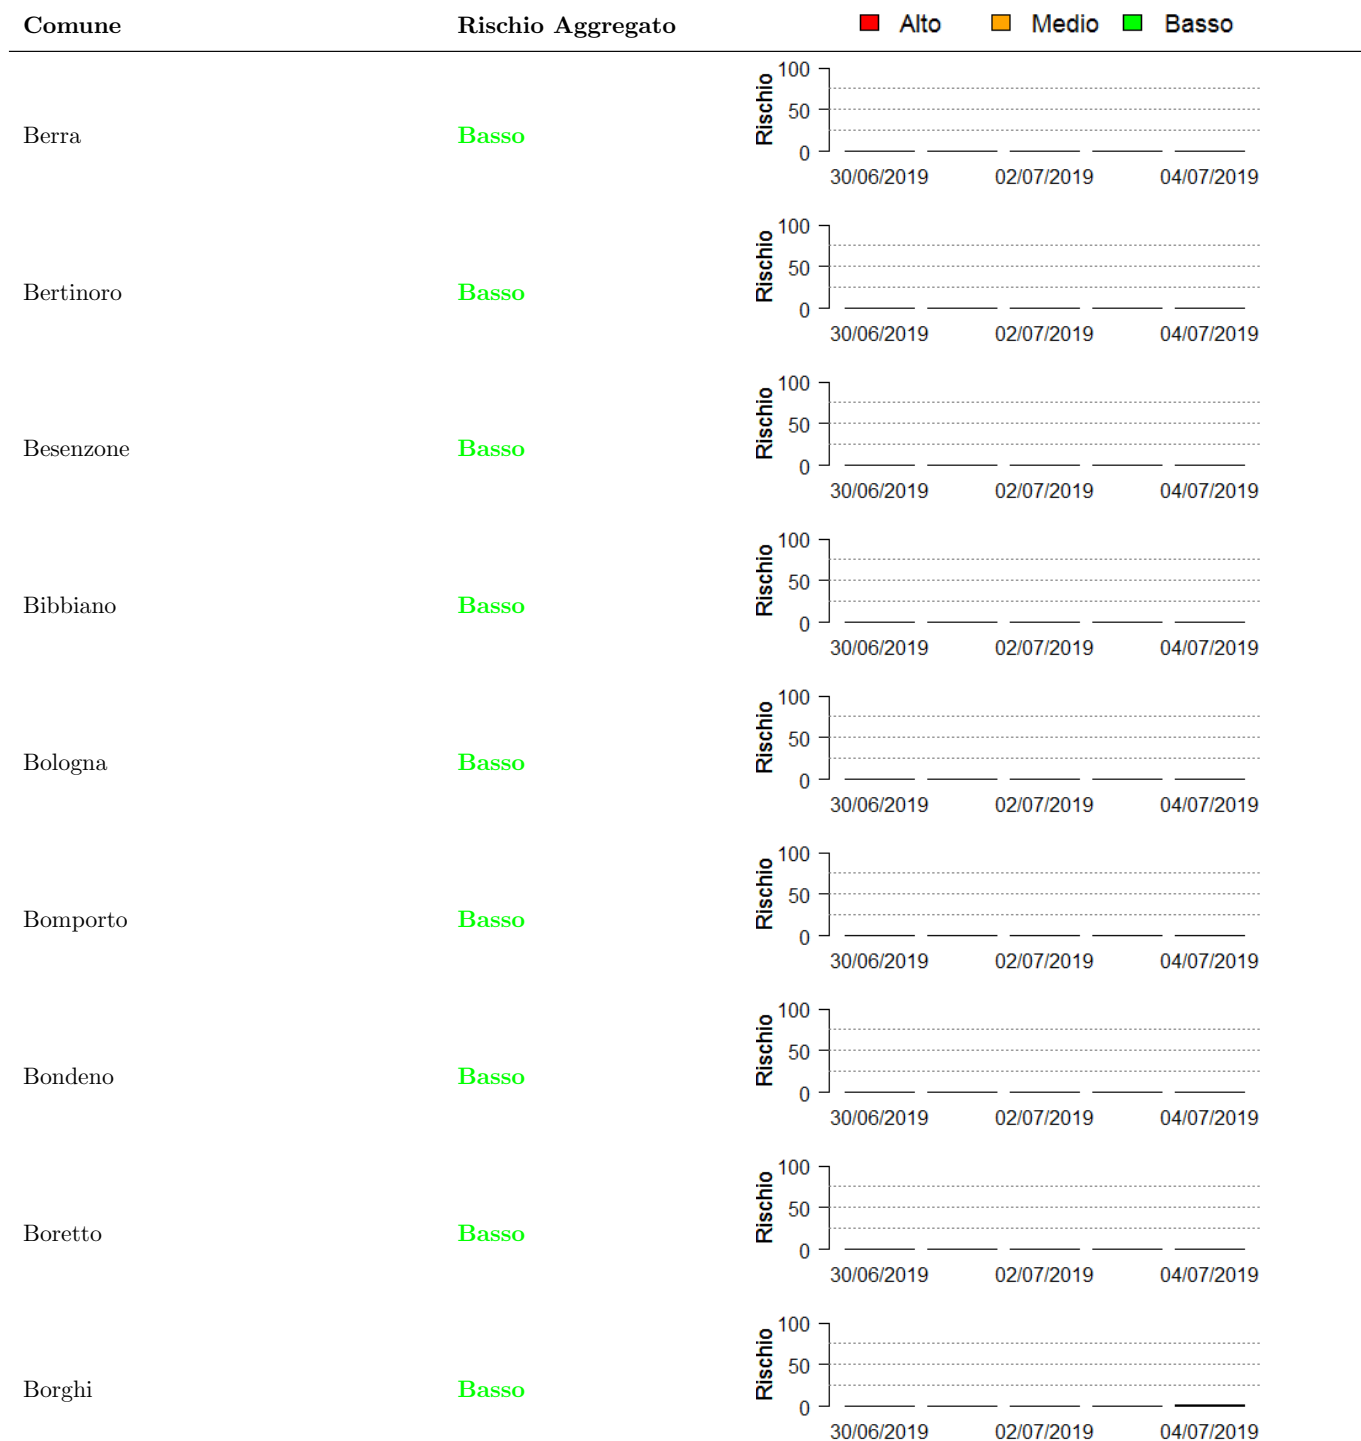 Comune Rischio Aggregato Alto Medio Basso
Berra Basso Rischio 100 50 0
30/06/2019 02/07/2019 04/07/2019
Bertinoro Basso Rischio 100 50 0
30/06/2019 02/07/2019 04/07/2019
Besenzone Basso Rischio 100 50 0
30/06/2019 02/07/2019 04/07/2019
Bibbiano Basso Rischio 100 50 0
30/06/2019 02/07/2019 04/07/2019
Bologna Basso Rischio 100 50 0
30/06/2019 02/07/2019 04/07/2019
Bomporto Basso Rischio 100 50 0
30/06/2019 02/07/2019 04/07/2019
Bondeno Basso Rischio 100 50 0
30/06/2019 02/07/2019 04/07/2019
Boretto Basso Rischio 100 50 0
30/06/2019 02/07/2019 04/07/2019
Borghi Basso Rischio 100 50 0
30/06/2019 02/07/2019 04/07/2019